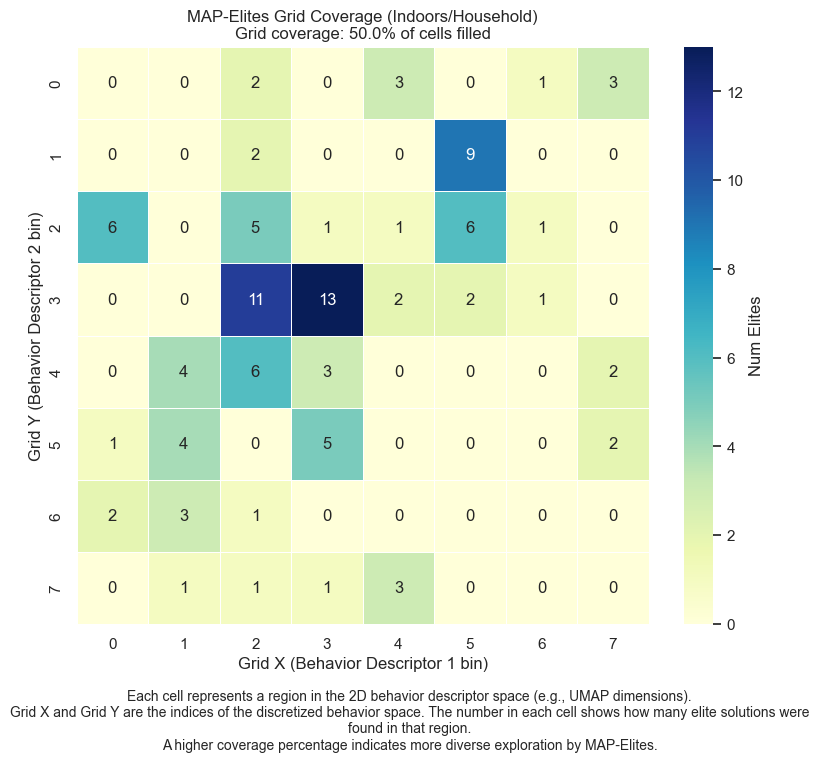 MAP-Elites Grid Coverage (Indoors/Household)
Grid coverage: 50.0% of cells filled
0 0 0 2 0 3 0 1 3
1 0 0 2 0 0 9 0 0
2 6 0 5 1 1 6 1 0
3 0 0 11 13 2 2 1 0
4 0 4 6 3 0 0 0 2
5 1 4 0 5 0 0 0 2
6 2 3 1 0 0 0 0 0
7 0 1 1 1 3 0 0 0
0 1 2 3 4 5 6 7
Grid X (Behavior Descriptor 1 bin)
Grid Y (Behavior Descriptor 2 bin)
12
10
8
6
4
2
0
Num Elites
Each cell represents a region in the 2D behavior descriptor space (e.g., UMAP dimensions).
Grid X and Grid Y are the indices of the discretized behavior space. The number in each cell shows how many elite solutions were
found in that region.
A higher coverage percentage indicates more diverse exploration by MAP-Elites.